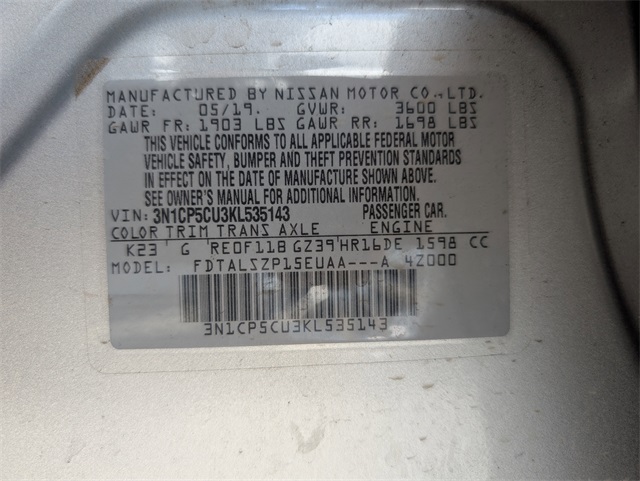 MANUFACTURED BY NISSAN MOTOR CO.,LTD.
DATE: 05/19. GVWR: 3600 LBS
GAWR FR: 1903 LBS GAWR RR: 1698 LBS
THIS VEHICLE CONFORMS TO ALL APPLICABLE FEDERAL MOTOR
VEHICLE SAFETY, BUMPER AND THEFT PREVENTION STANDARDS
IN EFFECT ON THE DATE OF MANUFACTURE SHOWN ABOVE.
SEE OWNER'S MANUAL FOR ADDITIONAL INFORMATION.
VIN: 3N1CP5CU3KL535143 PASSENGER CAR.
COLOR TRIM TRANS AXLE ENGINE
K23 G RE0F11B GZ39 HR16DE 1598 CC
MODEL: FDTALSZP15EUAA---A 4Z000
3N1CP5CU3KL535143